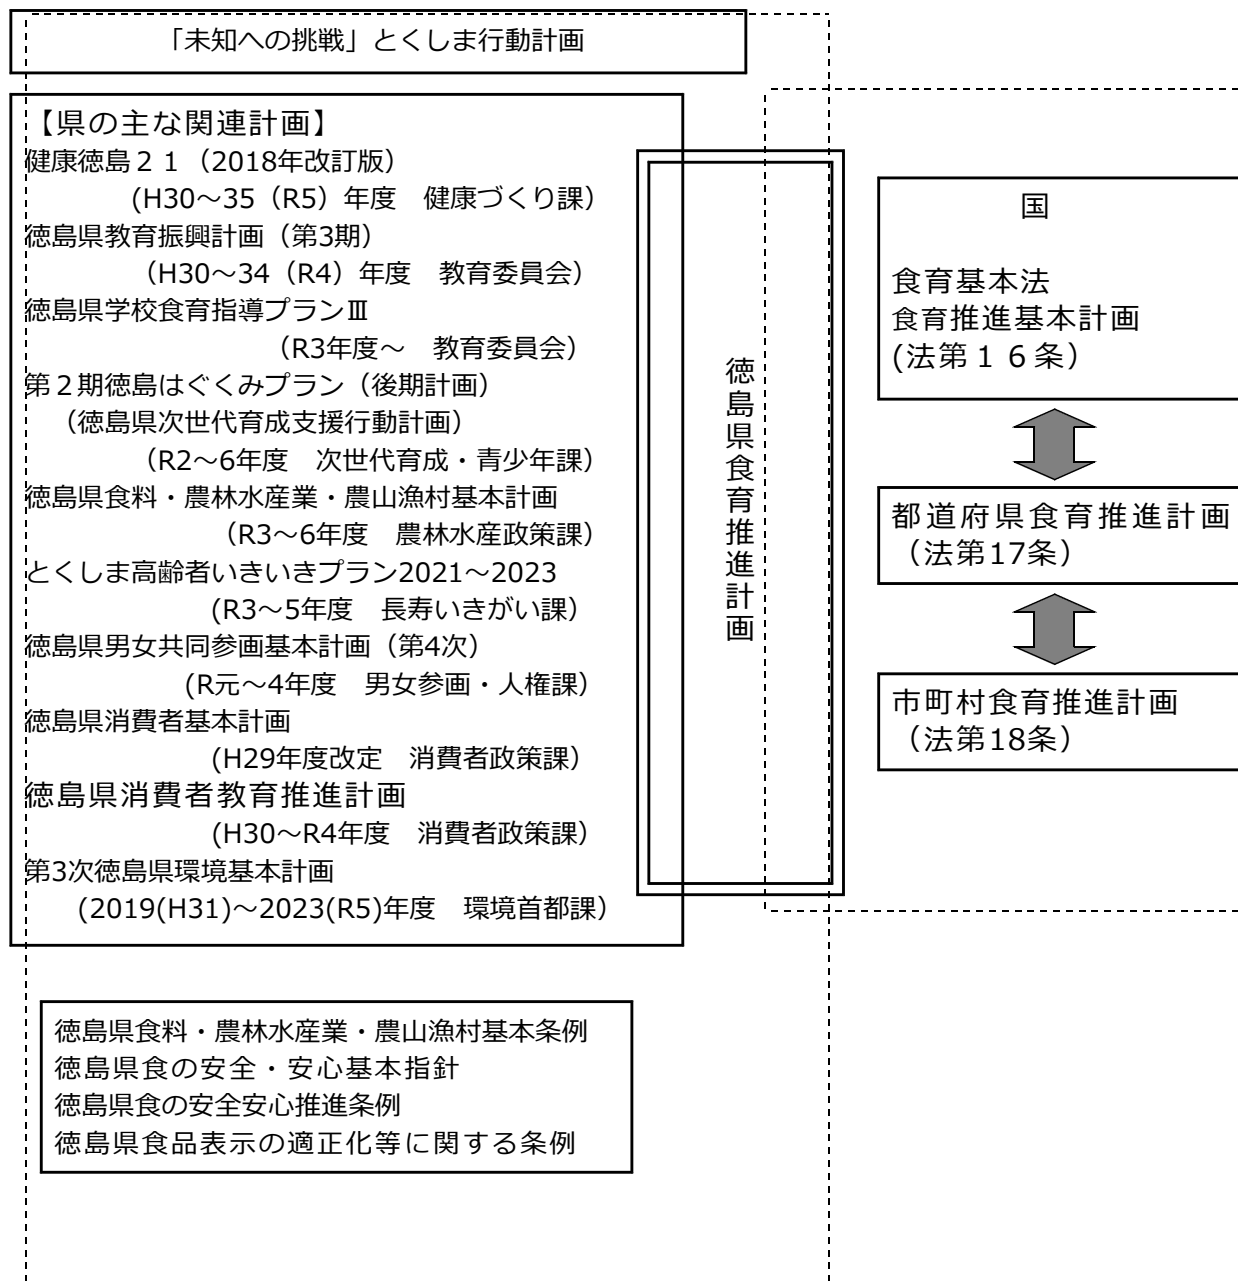 「未知への挑戦」とくしま行動計画
【県の主な関連計画】
健康徳島２１（2018年改訂版）
(H30～35（R5）年度　健康づくり課）
徳島県教育振興計画（第3期）
（H30～34（R4）年度　教育委員会）
徳島県学校食育指導プランⅢ
（R3年度～　教育委員会）
第２期徳島はぐくみプラン（後期計画）
（徳島県次世代育成支援行動計画）
（R2～6年度　次世代育成・青少年課）
徳島県食料・農林水産業・農山漁村基本計画
（R3～6年度　農林水産政策課）
とくしま高齢者いきいきプラン2021～2023
(R3～5年度　長寿いきがい課）
徳島県男女共同参画基本計画（第4次）
(R元～4年度　男女参画・人権課）
徳島県消費者基本計画
(H29年度改定　消費者政策課）
徳島県消費者教育推進計画
(H30～R4年度　消費者政策課）
第3次徳島県環境基本計画
(2019(H31)～2023(R5)年度　環境首都課）
徳島県食育推進計画
国
食育基本法
食育推進基本計画
(法第１６条）
都道府県食育推進計画
（法第17条）
市町村食育推進計画
（法第18条）
徳島県食料・農林水産業・農山漁村基本条例
徳島県食の安全・安心基本指針
徳島県食の安全安心推進条例
徳島県食品表示の適正化等に関する条例